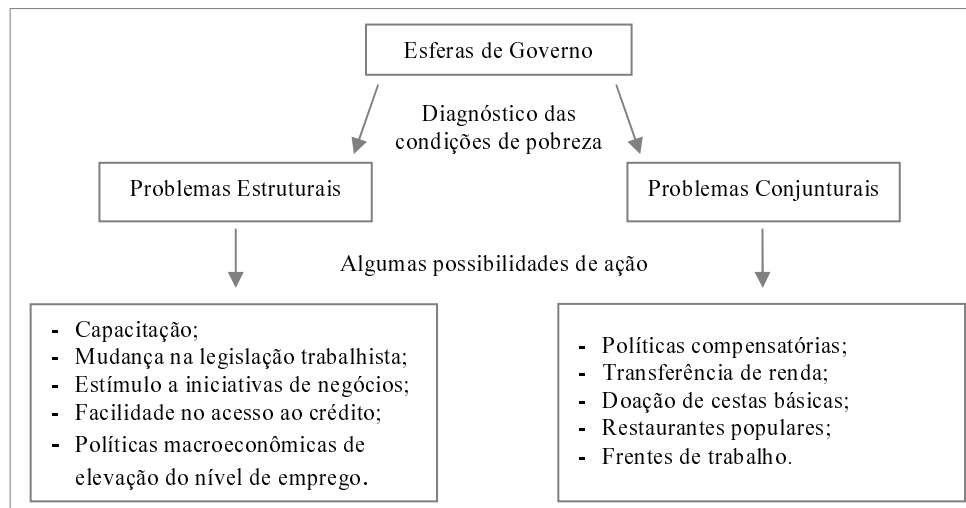 Esferas de Governo
Diagnóstico das
condições de pobreza
Problemas Estruturais
Problemas Conjunturais
Algumas possibilidades de ação
- Capacitação;
- Mudança na legislação trabalhista;
- Estímulo a iniciativas de negócios;
- Facilidade no acesso ao crédito;
- Políticas macroeconômicas de
elevação do nível de emprego.
- Políticas compensatórias;
- Transferência de renda;
- Doação de cestas básicas;
- Restaurantes populares;
- Frentes de trabalho.